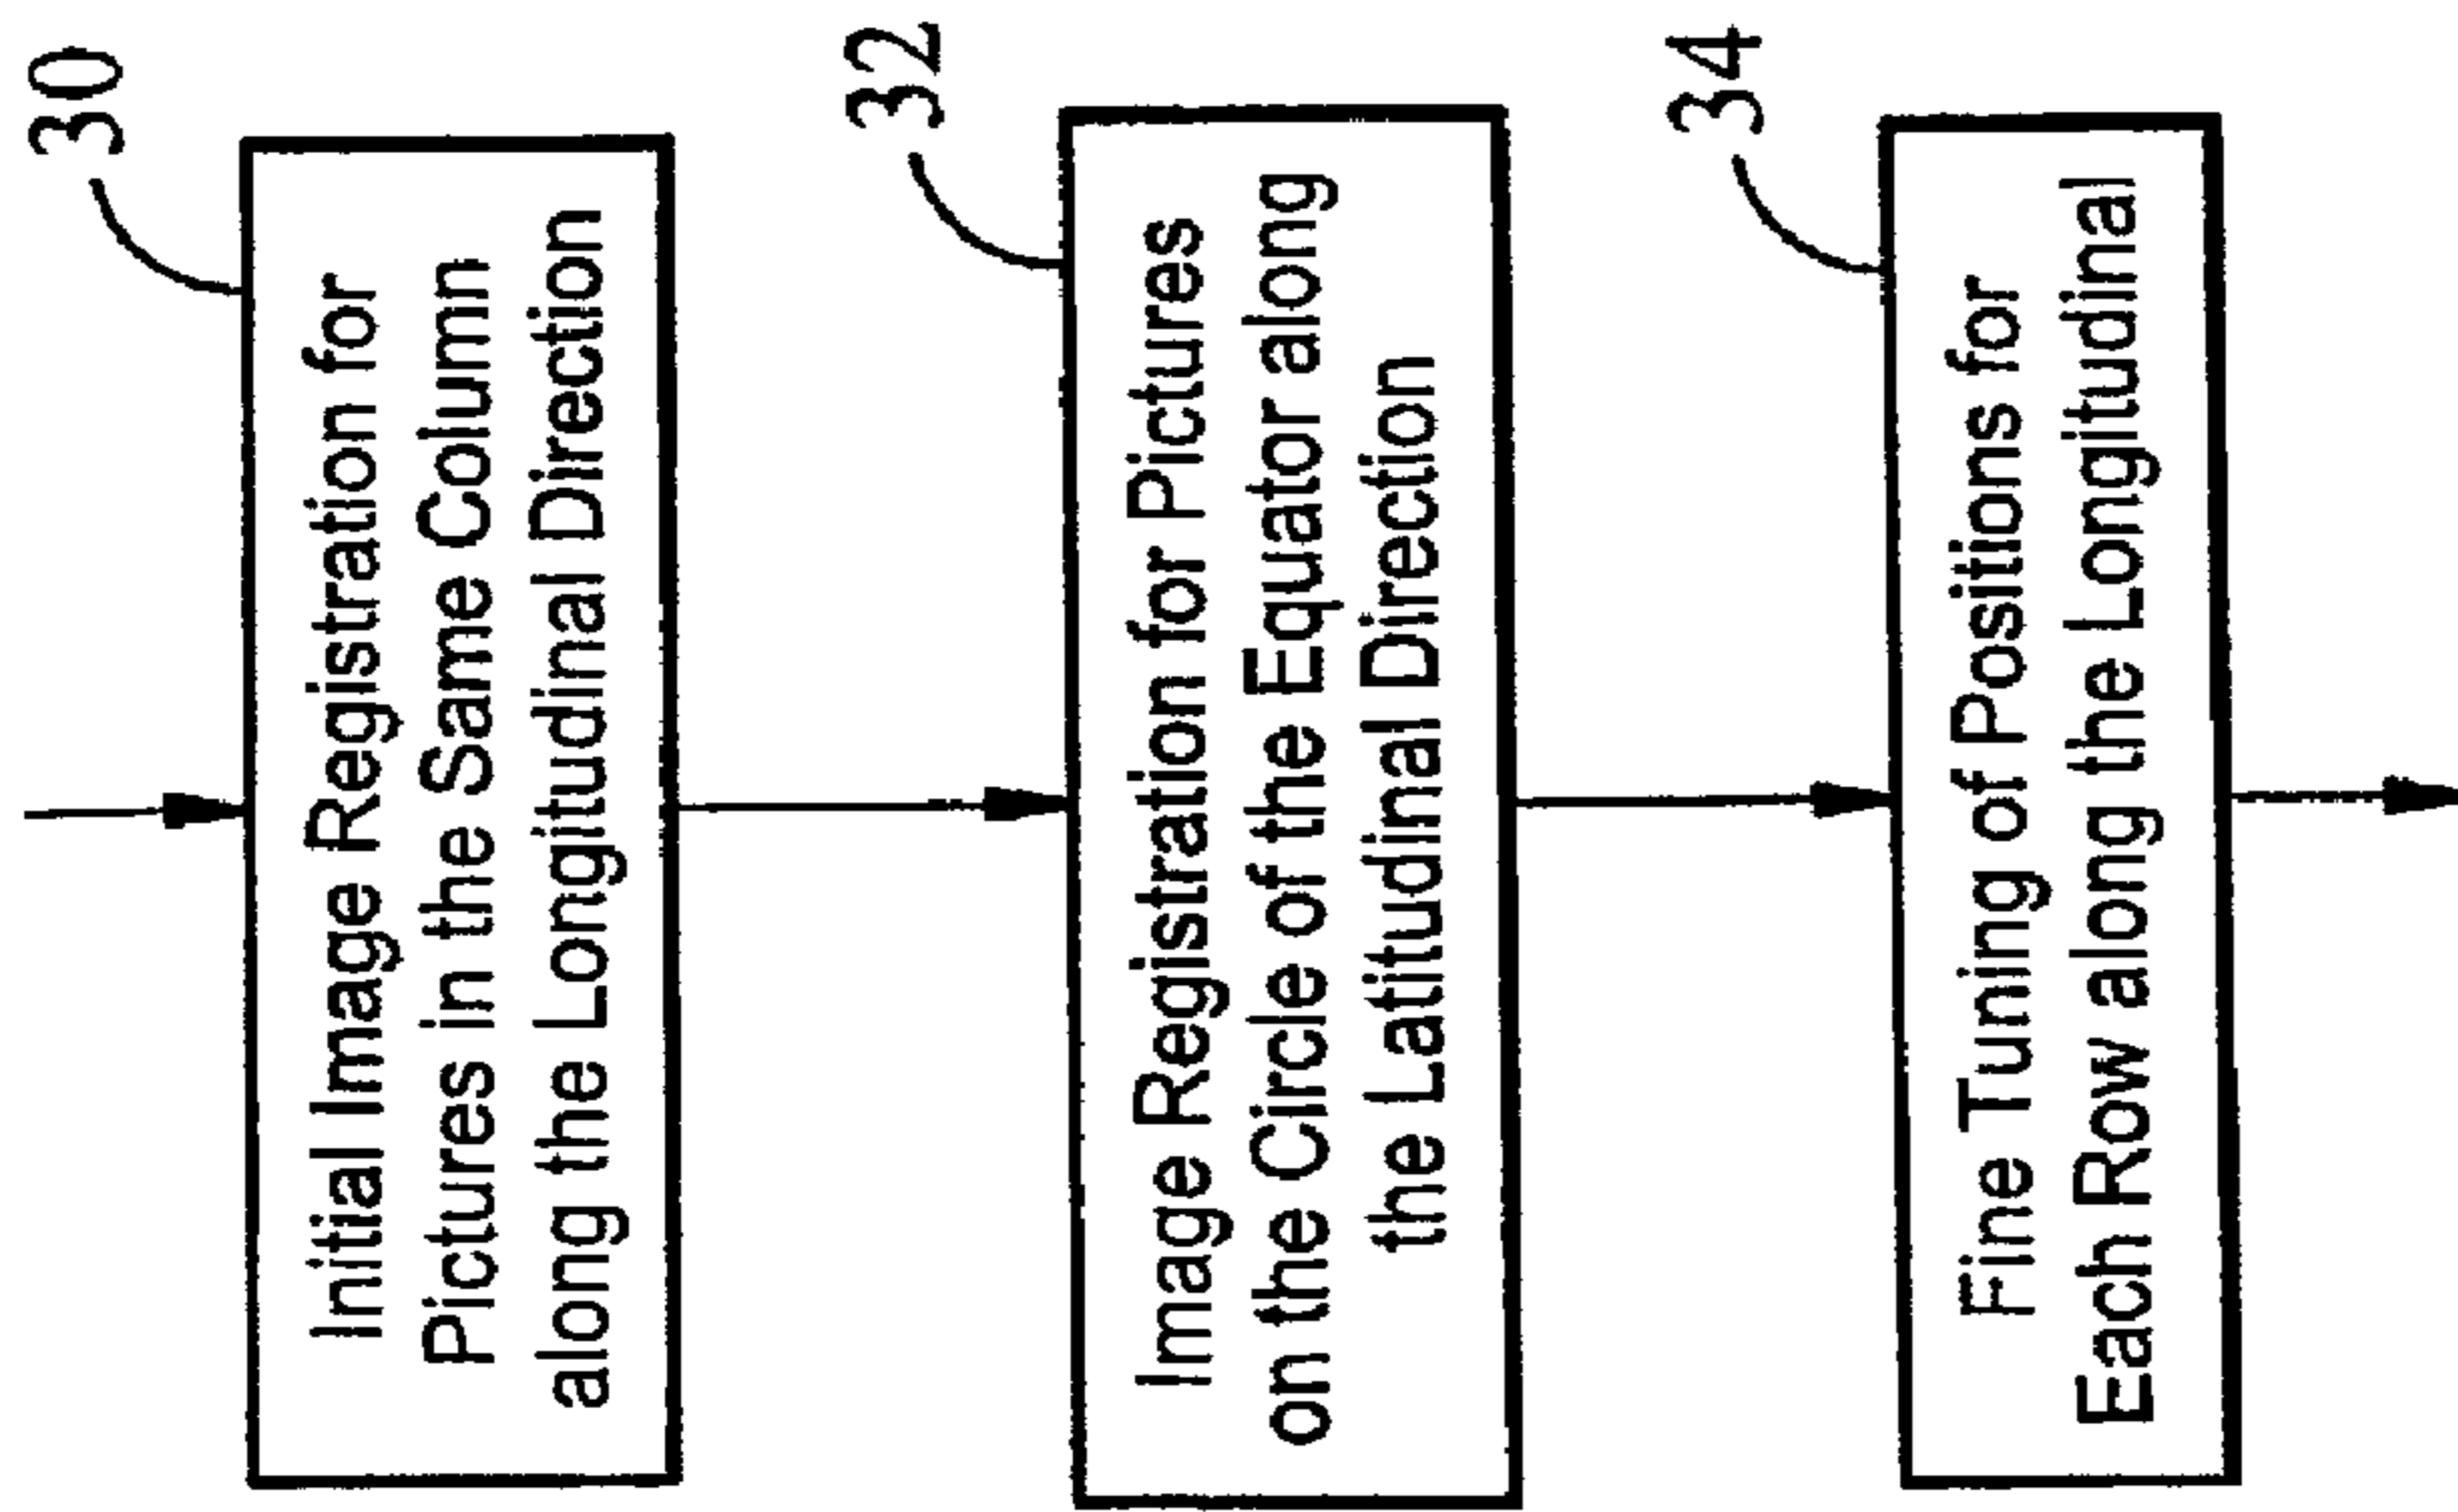 30
Initial Image Registration for
Pictures in the Same Column
along the Longitudinal Direction
32
Image Registration for Pictures
on the Circle of the Equator along
the Latitudinal Direction
34
Fine Tuning of Positions for
Each Row along the Longitudinal